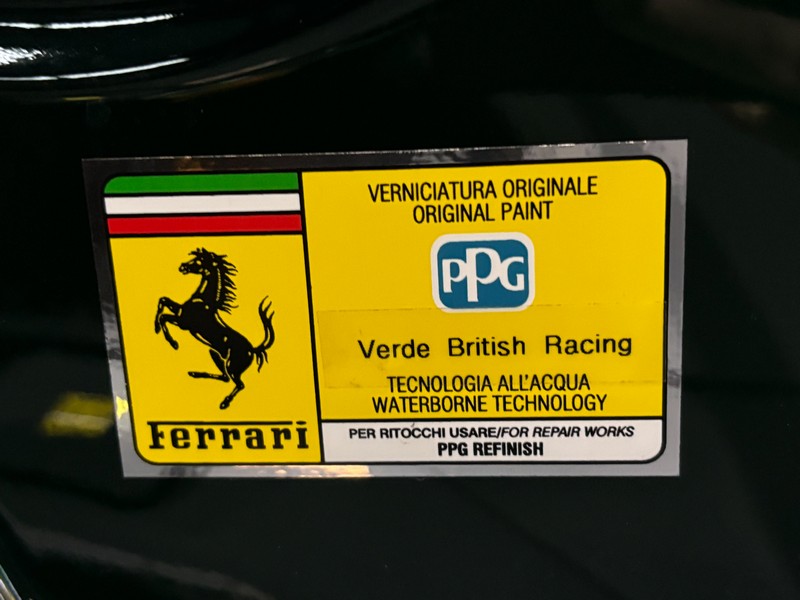 VERNICIATURA ORIGINALE
ORIGINAL PAINT
PPG
Verde British Racing
TECNOLOGIA ALL'ACQUA
WATERBORNE TECHNOLOGY
Ferrari
PER RITOCCHI USARE/FOR REPAIR WORKS
PPG REFINISH